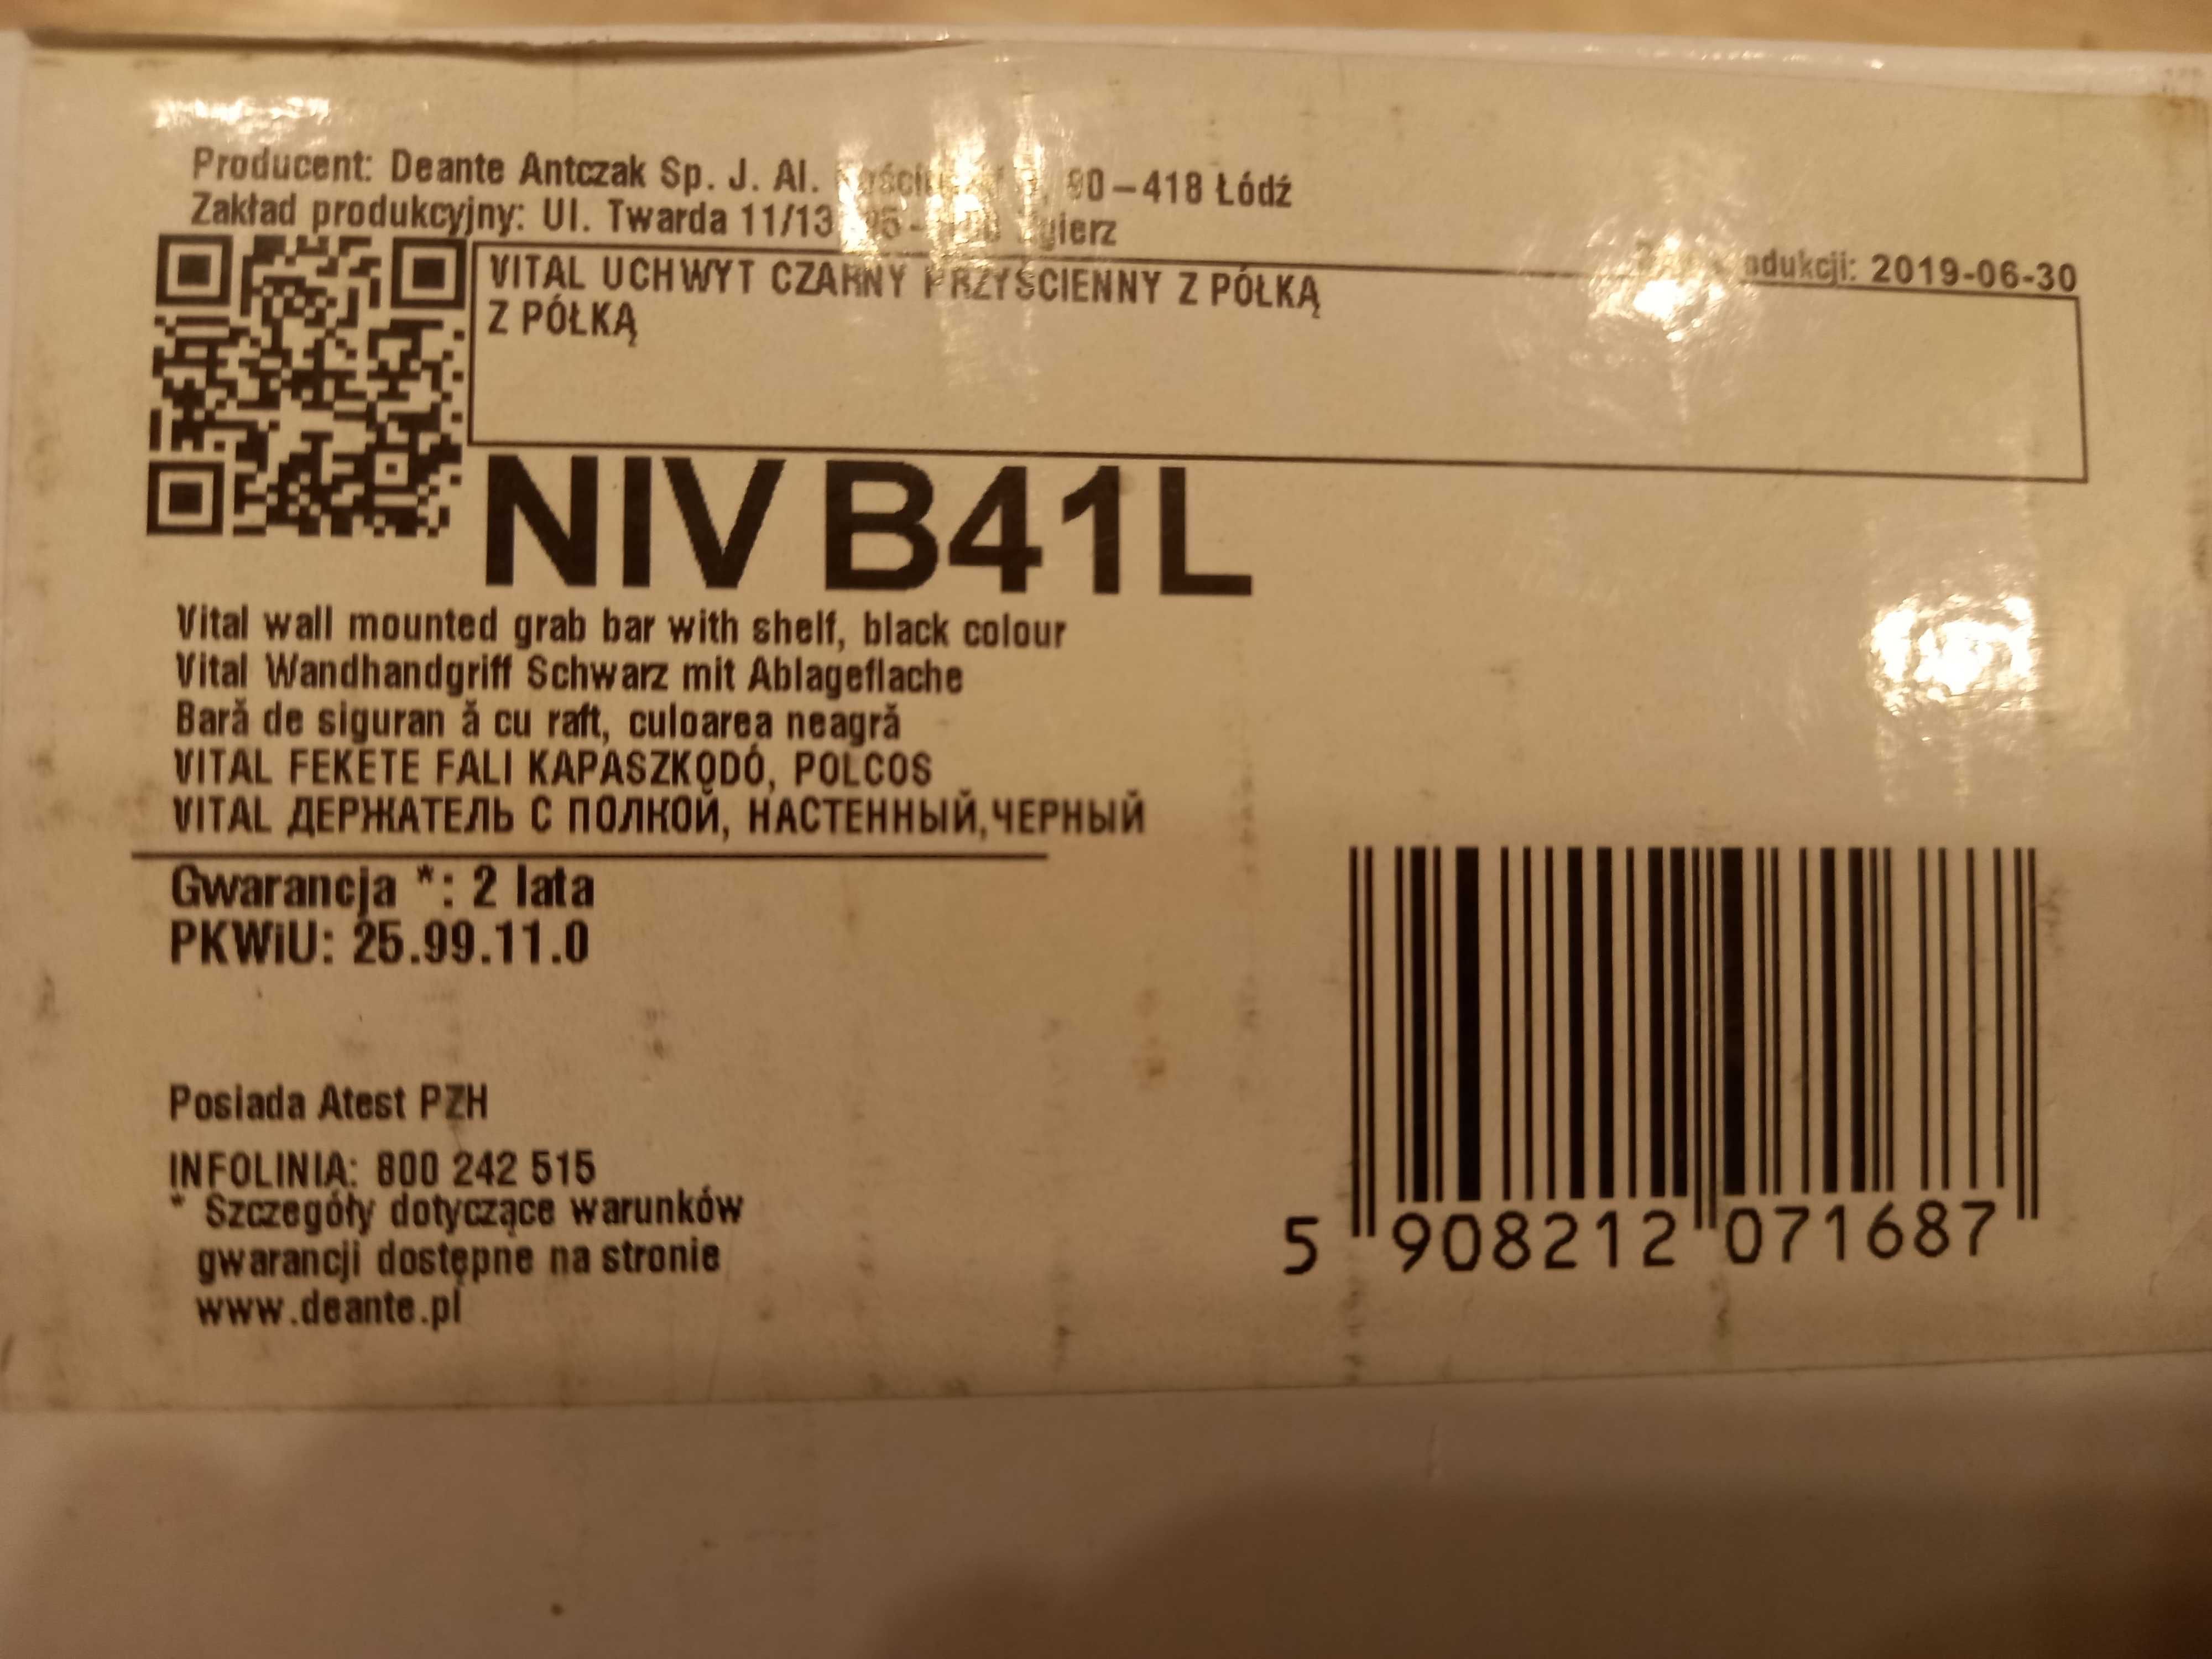 Producent: Deante Antczak Sp. J. Al. 90-418 Łódź
Zakład produkcyjny: Ul. Twarda 11/13
2019-06-30
VITAL UCHWYT CZARNY PRZYŚCIENNY Z PÓŁKĄ
Z PÓŁKĄ
NIV B41L
Vital wall mounted grab bar with shelf, black colour
Vital Wandhandgriff Schwarz mit Ablageflache
Bară de siguran ă cu raft, culoarea neagră
VITAL FEKETE FALI KAPASZKODÓ, POLCOS
VITAL ДЕРЖАТЕЛЬ С ПОЛКОЙ, НАСТЕННЫЙ,ЧЕРНЫЙ
Gwarancja *: 2 lata
PKWiU: 25.99.11.0
Posiada Atest PZH
INFOLINIA: 800 242 515
* Szczegóły dotyczące warunków
gwarancji dostępne na stronie
www.deante.pl
5 908212 071687